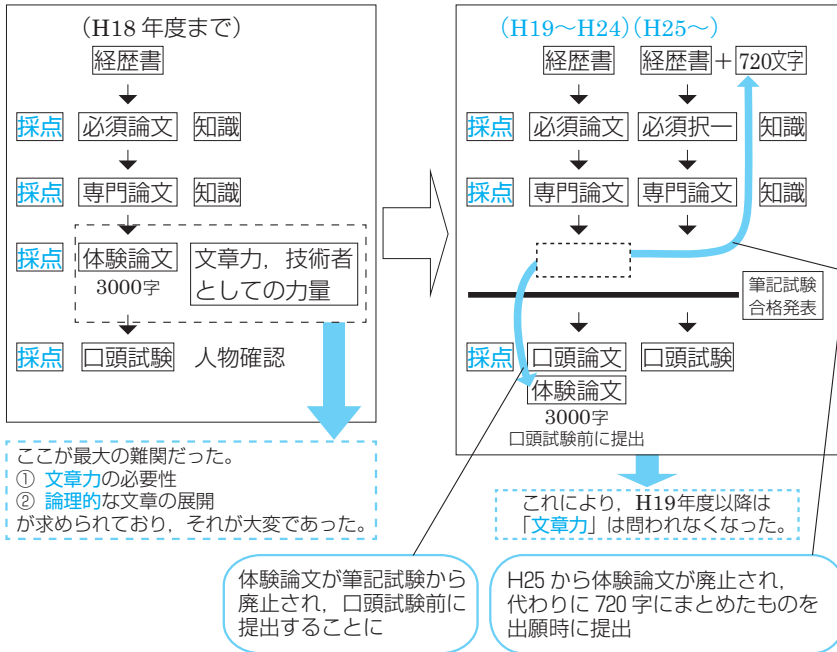 (H18年度まで)
経歴書
採点 必須論文 知識
採点 専門論文 知識
採点 体験論文
3000字
文章力，技術者
としての力量
採点 口頭試験 人物確認
ここが最大の難関だった。
① 文章力の必要性
② 論理的な文章の展開
が求められており，それが大変であった。
(H19～H24)(H25～)
経歴書 経歴書＋720文字
採点 必須論文 必須択一 知識
採点 専門論文 専門論文 知識
筆記試験
合格発表
採点 口頭論文 口頭試験
体験論文
3000字
口頭試験前に提出
これにより，H19年度以降は
「文章力」は問われなくなった。
体験論文が筆記試験から
廃止され，口頭試験前に
提出することに
H25から体験論文が廃止され，
代わりに720字にまとめたものを
出願時に提出